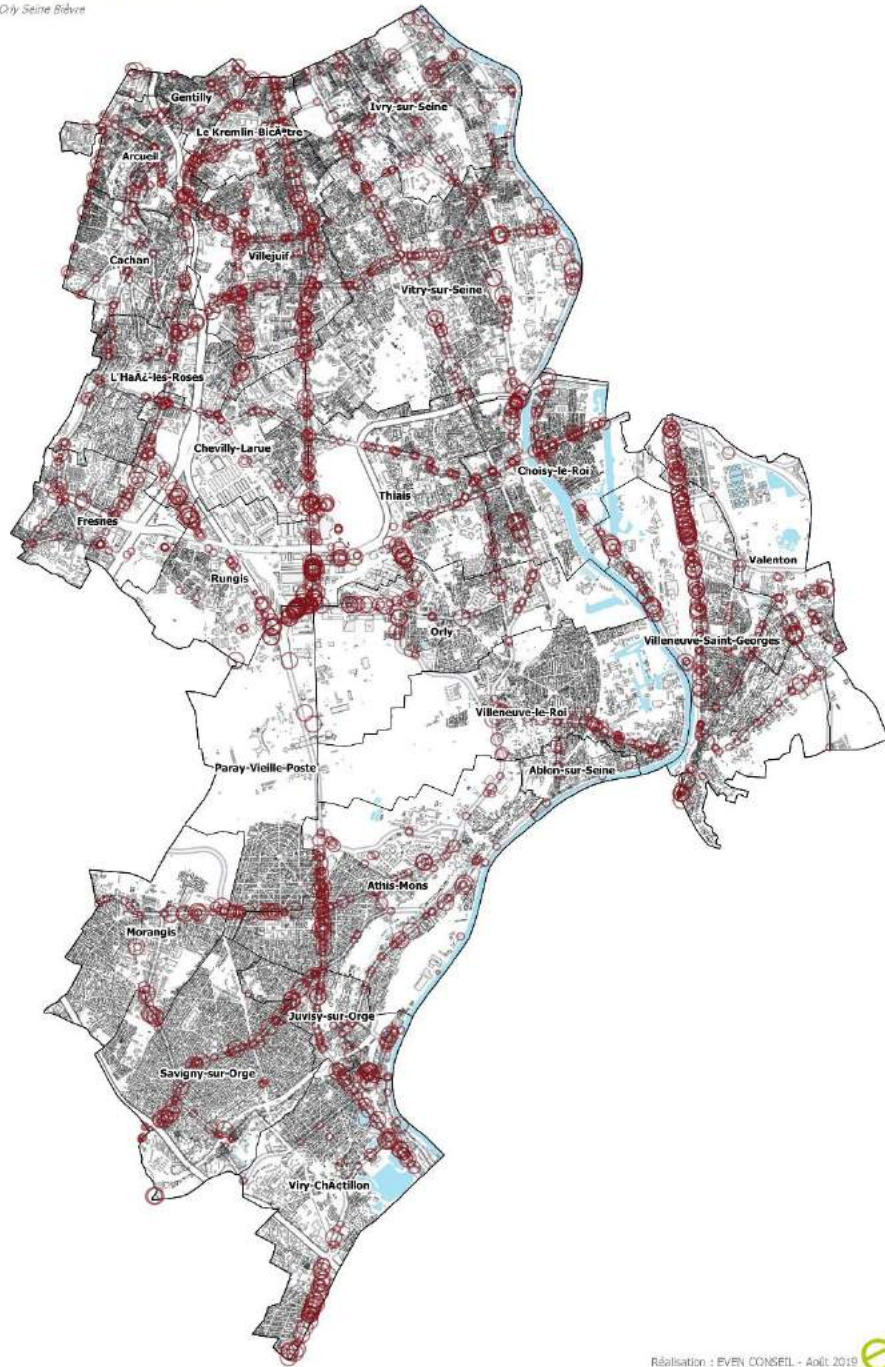 Orly Seine Bièvre
Gentilly
Ivry-sur-Seine
Le Kremlin-BicÃªtre
Arcueil
Cachan
Villejuif
Vitry-sur-Seine
L'HaÃ¿-les-Roses
Chevilly-Larue
Choisy-le-Roi
Thiais
Fresnes
Valenton
Rungis
Orly
Villeneuve-Saint-Georges
Villeneuve-le-Roi
Paray-Vieille-Poste
Ablon-sur-Seine
Athis-Mons
Morangis
Juvisy-sur-Orge
Savigny-sur-Orge
Viry-ChÃ¢tillon
Réalisation : EVEN CONSEIL - Août 2019